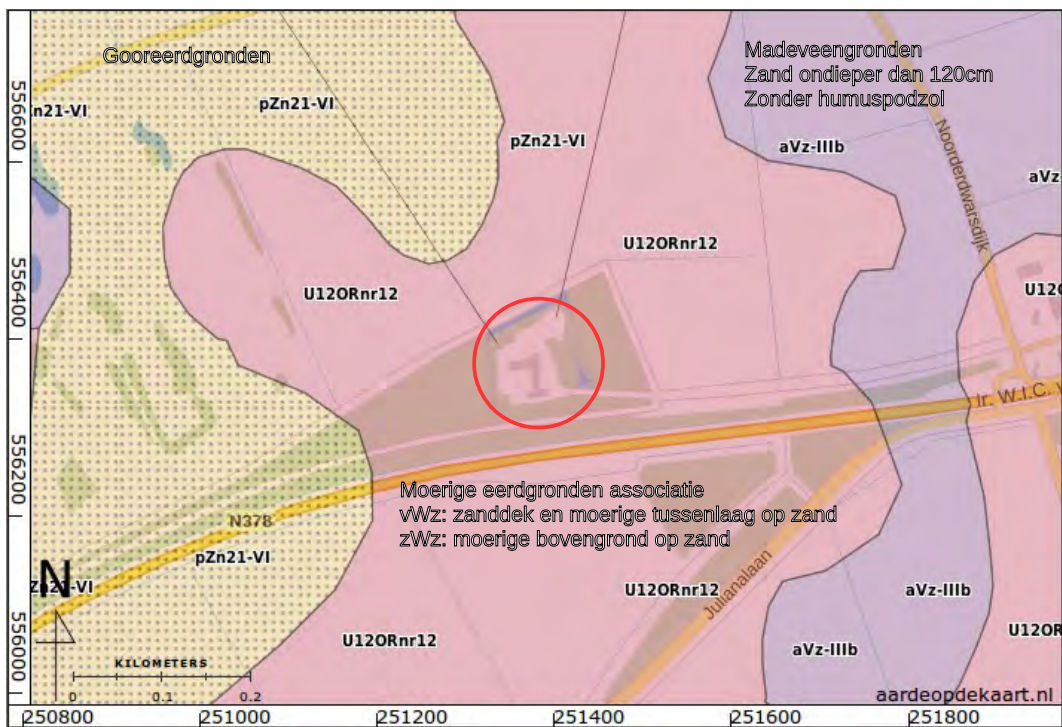 Gooreerdgronden
Madeveengronden
Zand ondieper dan 120cm
Zonder humuspodzol
Zn21-VI
pZn21-VI
pZn21-VI
aVz-IIIb
Noorderdwarsdijk
aVz-
U12ORnr12
U12ORnr12
U12O
Ir. W.I.C. v
Moerige eerdgronden associatie
vWz: zanddek en moerige tussenlaag op zand
zWz: moerige bovengrond op zand
N378
pZn21-VI
Zn21-VI
N
U12ORnr12
Julianalaan
aVz-IIIb
U12ORnr12
U12OR
aVz-IIIb
KILOMETERS
0 0.1 0.2
aardeopdekaart.nl
556600
556400
556200
556000
250800 251000 251200 251400 251600 251800